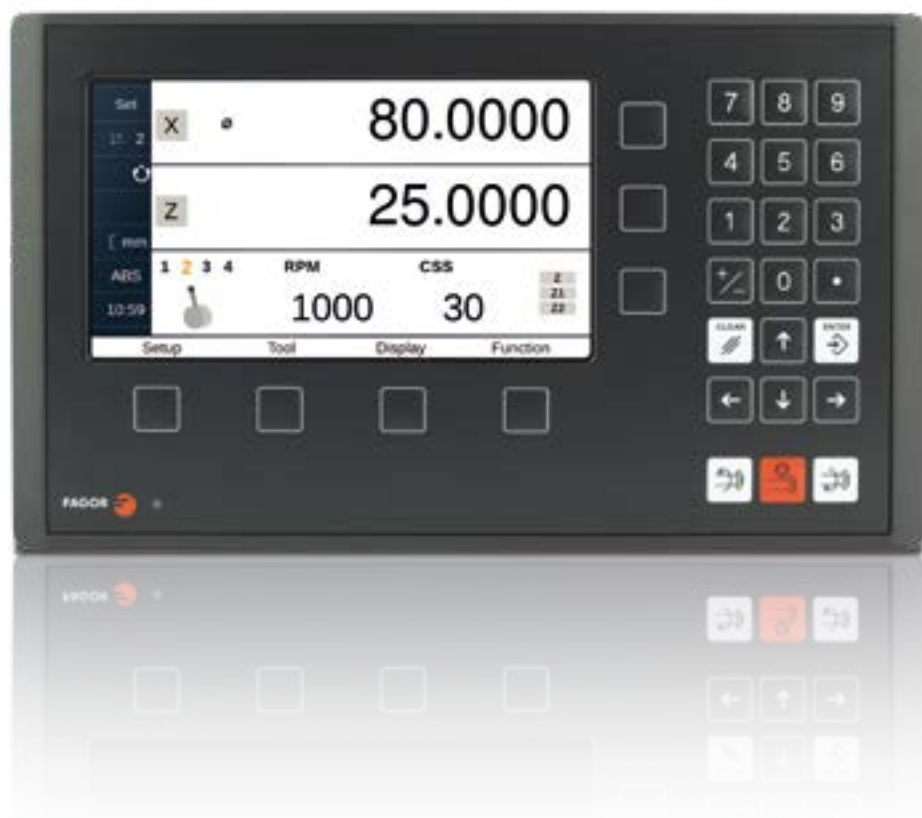 Set
2
X ⌀ 80.0000
Z 25.0000
mm
ABS
10:59
1 2 3 4 RPM CSS
1000 30
Z
Z1
Z2
Setup Tool Display Function
7 8 9
4 5 6
1 2 3
+/- 0 •
CLEAR ↑ ENTER
← ↓ →
FAGOR